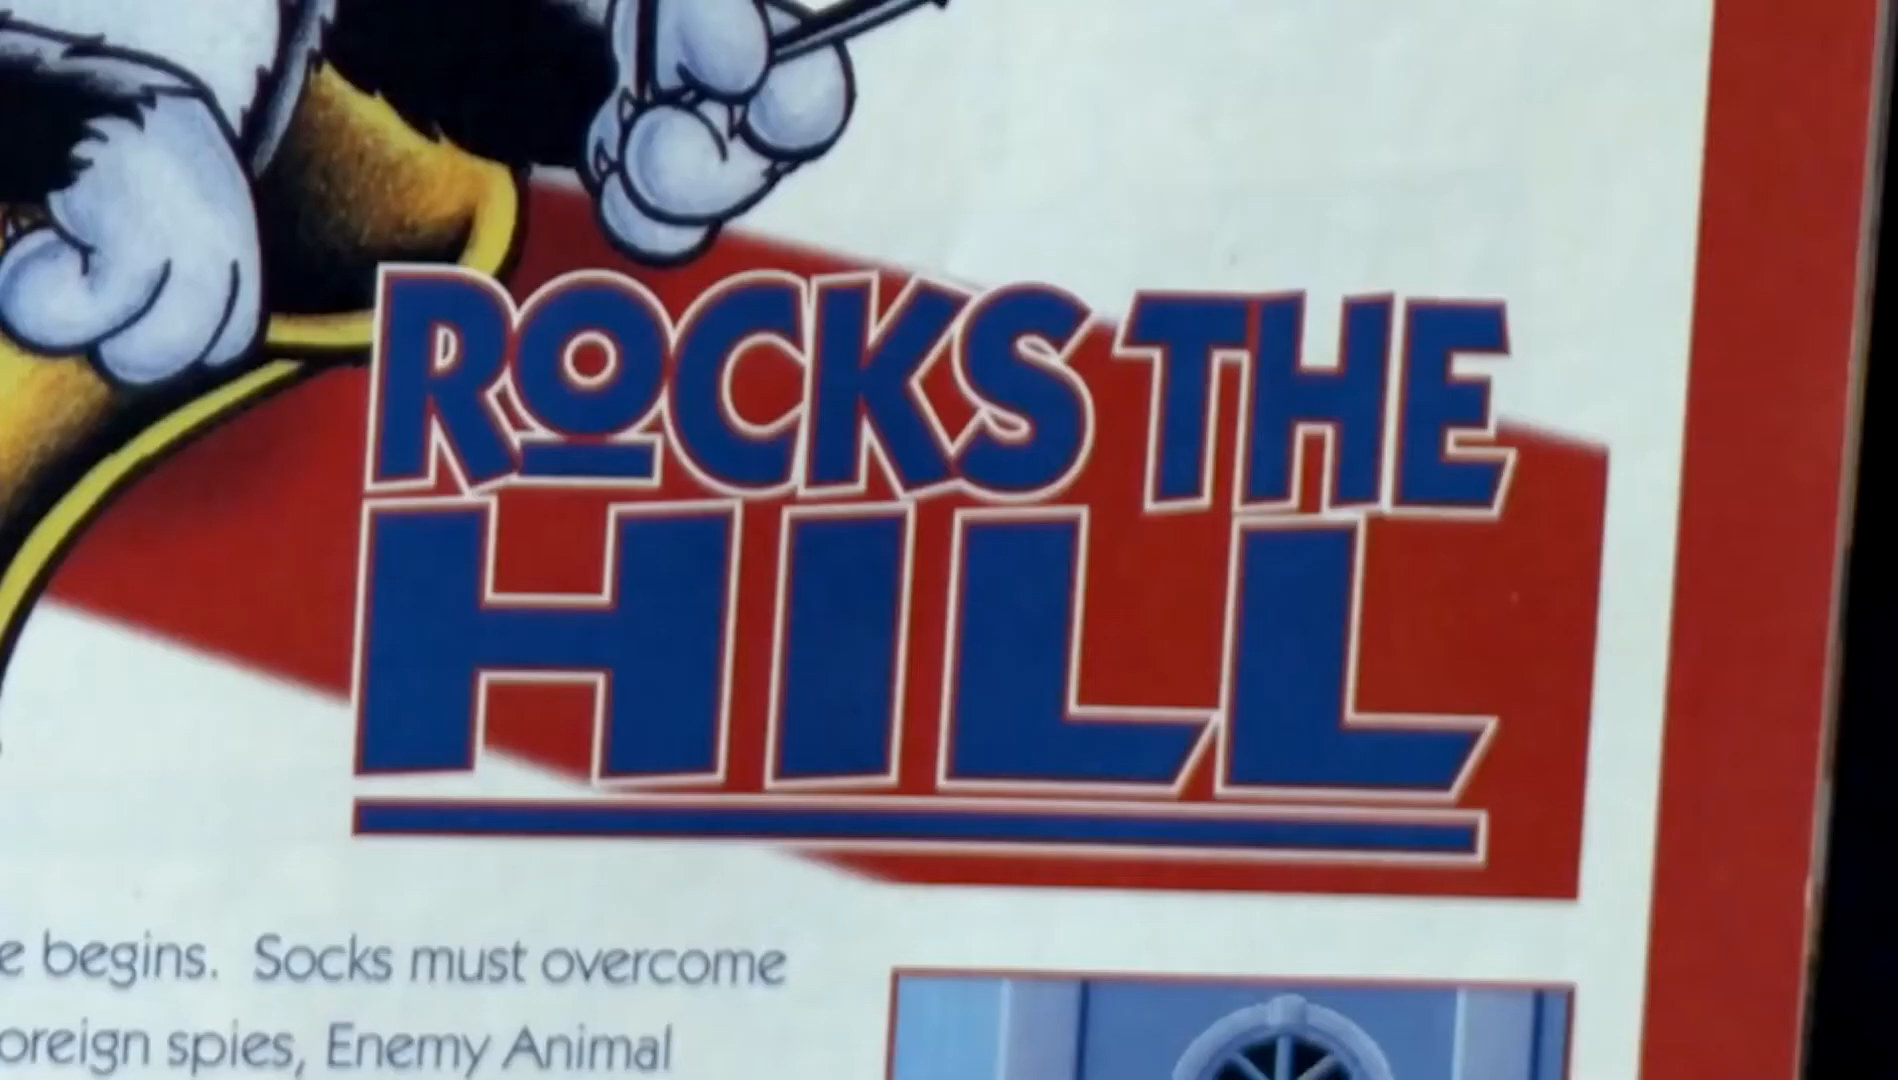 ROCKS THE
HILL
e begins. Socks must overcome
oreign spies, Enemy Animal